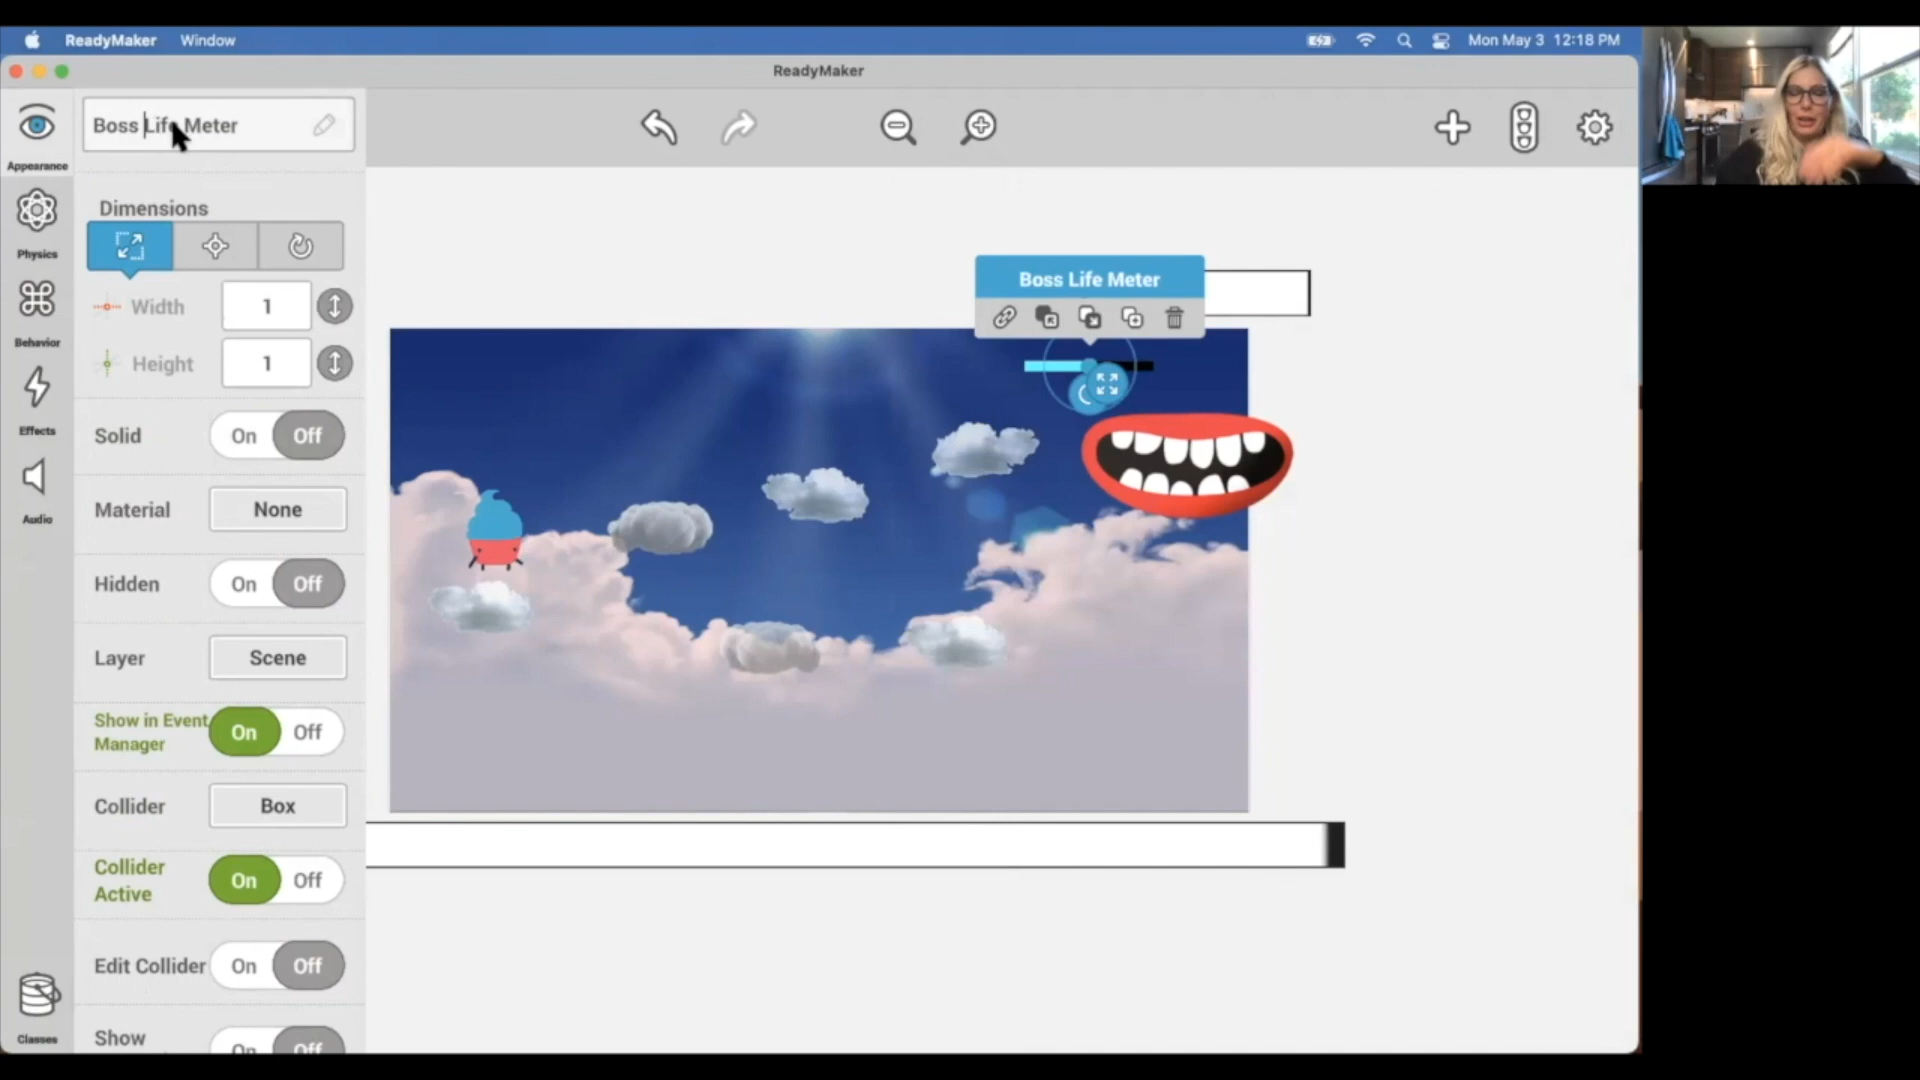 ReadyMaker Window Mon May 3 12:18 PM
ReadyMaker
Boss Life Meter
Appearance
Physics
Behavior
Effects
Audio
Classes
Dimensions
Width 1
Height 1
Solid On Off
Material None
Hidden On Off
Layer Scene
Show in Event
Manager
On Off
Collider Box
Collider
Active
On Off
Edit Collider On Off
Show
On Off
Boss Life Meter